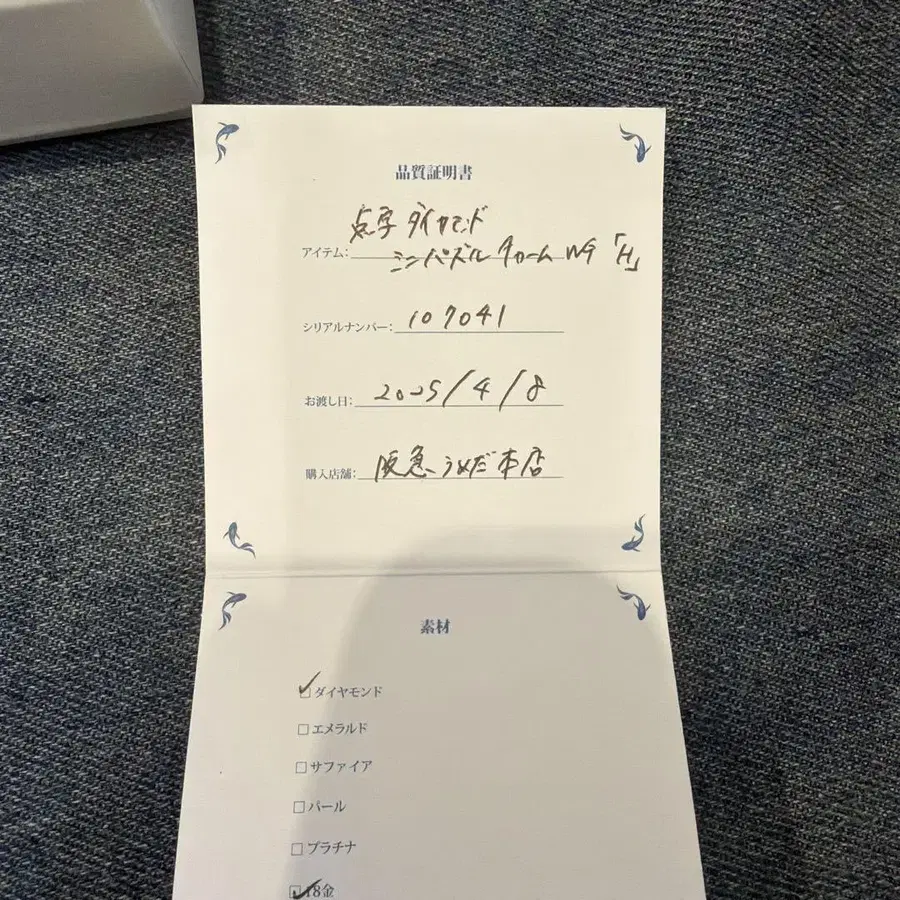 品質証明書
点字 ダイヤモンド
アイテム: ミンパズル チャーム WG 「H」
シリアルナンバー: 107041
お渡し日: 2025/4/8
購入店舗: 阪急うめだ本店
素材
ダイヤモンド
エメラルド
サファイア
パール
プラチナ
18金